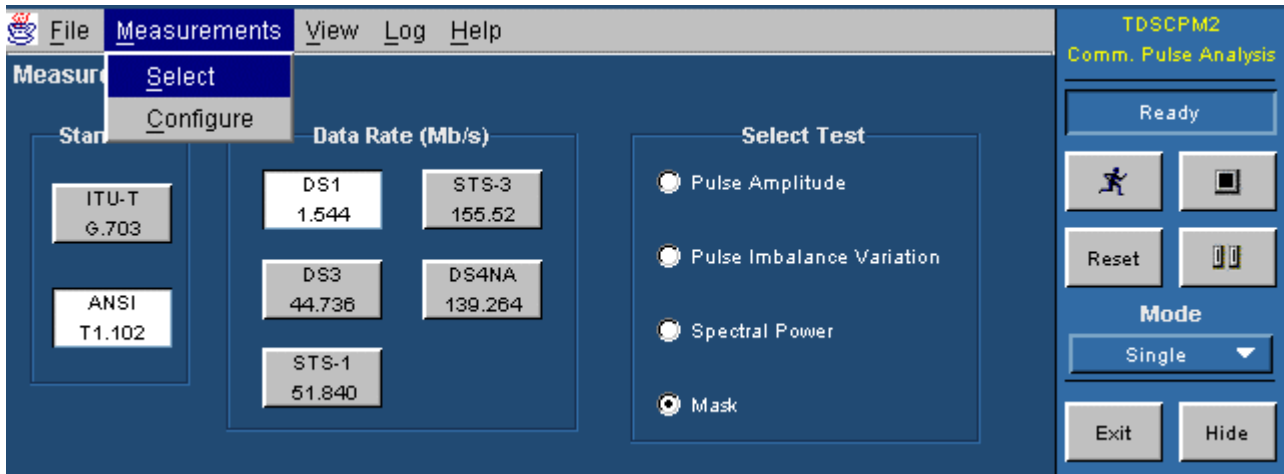 File Measurements View Log Help
Measur
Select
Configure
Stan
ITU-T
G.703
ANSI
T1.102
Data Rate (Mb/s)
DS1
1.544
STS-3
155.52
DS3
44.736
DS4NA
139.264
STS-1
51.840
Select Test
Pulse Amplitude
Pulse Imbalance Variation
Spectral Power
Mask
TDSCPM2
Comm. Pulse Analysis
Ready
Reset
Mode
Single
Exit
Hide